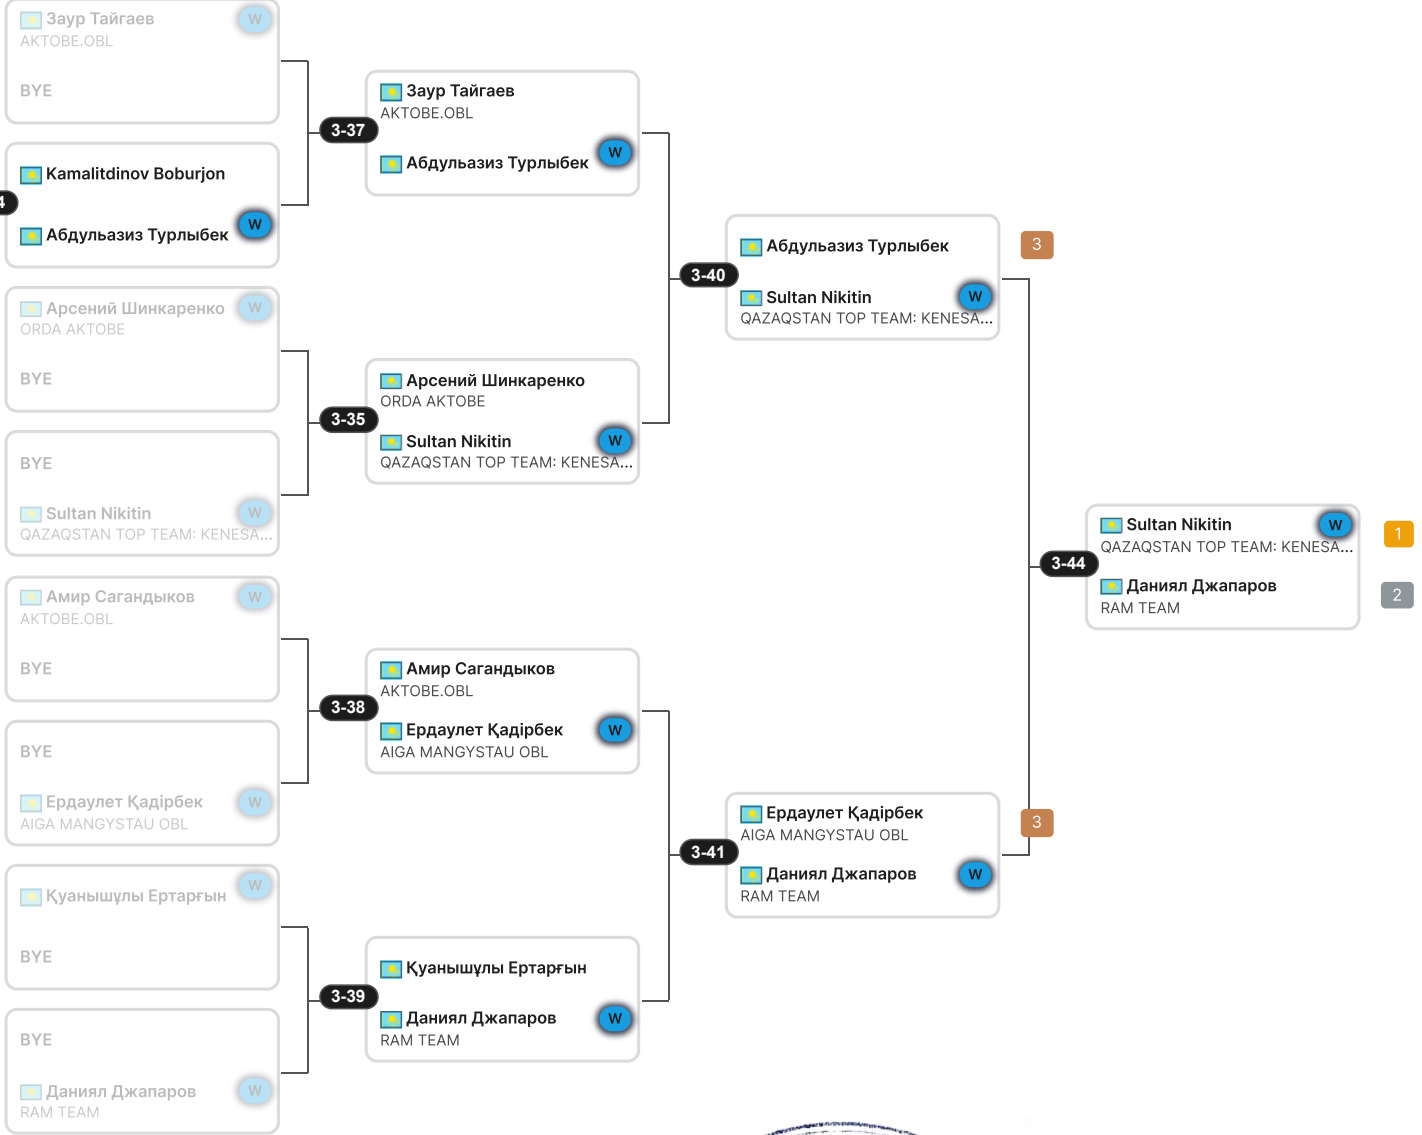 Заур Тайгаев
W
AKTOBE.OBL
BYE
Kamalitdinov Boburjon
4
Абдульазиз Турлыбек
W
Арсений Шинкаренко
W
ORDA AKTOBE
BYE
BYE
Sultan Nikitin
W
QAZAQSTAN TOP TEAM: KENESA...
Амир Сагандыков
W
AKTOBE.OBL
BYE
BYE
Ердаулет Қадірбек
W
AIGA MANGYSTAU OBL
Қуанышұлы Ертарғын
W
BYE
BYE
Даниял Джапаров
W
RAM TEAM
3-37
Заур Тайгаев
AKTOBE.OBL
Абдульазиз Турлыбек
W
3-35
Арсений Шинкаренко
ORDA AKTOBE
Sultan Nikitin
W
QAZAQSTAN TOP TEAM: KENESA...
3-38
Амир Сагандыков
AKTOBE.OBL
Ердаулет Қадірбек
W
AIGA MANGYSTAU OBL
3-39
Қуанышұлы Ертарғын
Даниял Джапаров
W
RAM TEAM
3-40
Абдульазиз Турлыбек
3
Sultan Nikitin
W
QAZAQSTAN TOP TEAM: KENESA...
3-41
Ердаулет Қадірбек
3
AIGA MANGYSTAU OBL
Даниял Джапаров
W
RAM TEAM
3-44
Sultan Nikitin
W
1
QAZAQSTAN TOP TEAM: KENESA...
Даниял Джапаров
2
RAM TEAM